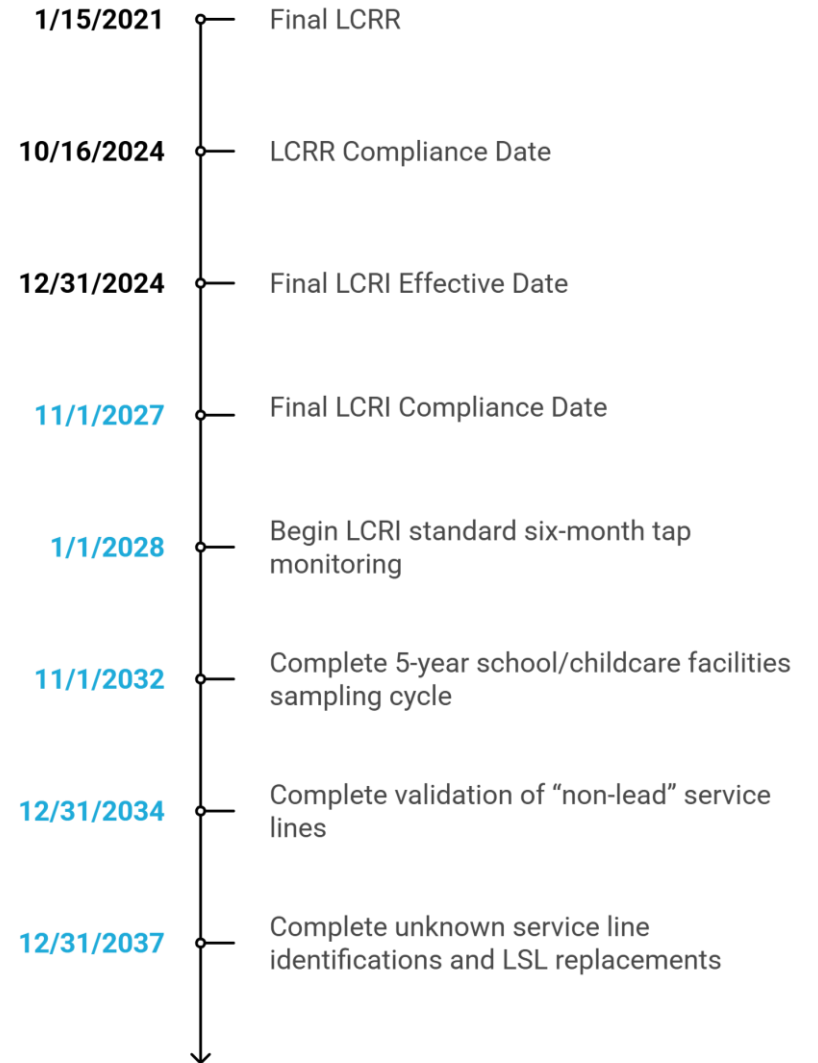 1/15/2021 Final LCRR
10/16/2024 LCRR Compliance Date
12/31/2024 Final LCRI Effective Date
11/1/2027 Final LCRI Compliance Date
1/1/2028 Begin LCRI standard six-month tap
monitoring
11/1/2032 Complete 5-year school/childcare facilities
sampling cycle
12/31/2034 Complete validation of “non-lead” service
lines
12/31/2037 Complete unknown service line
identifications and LSL replacements